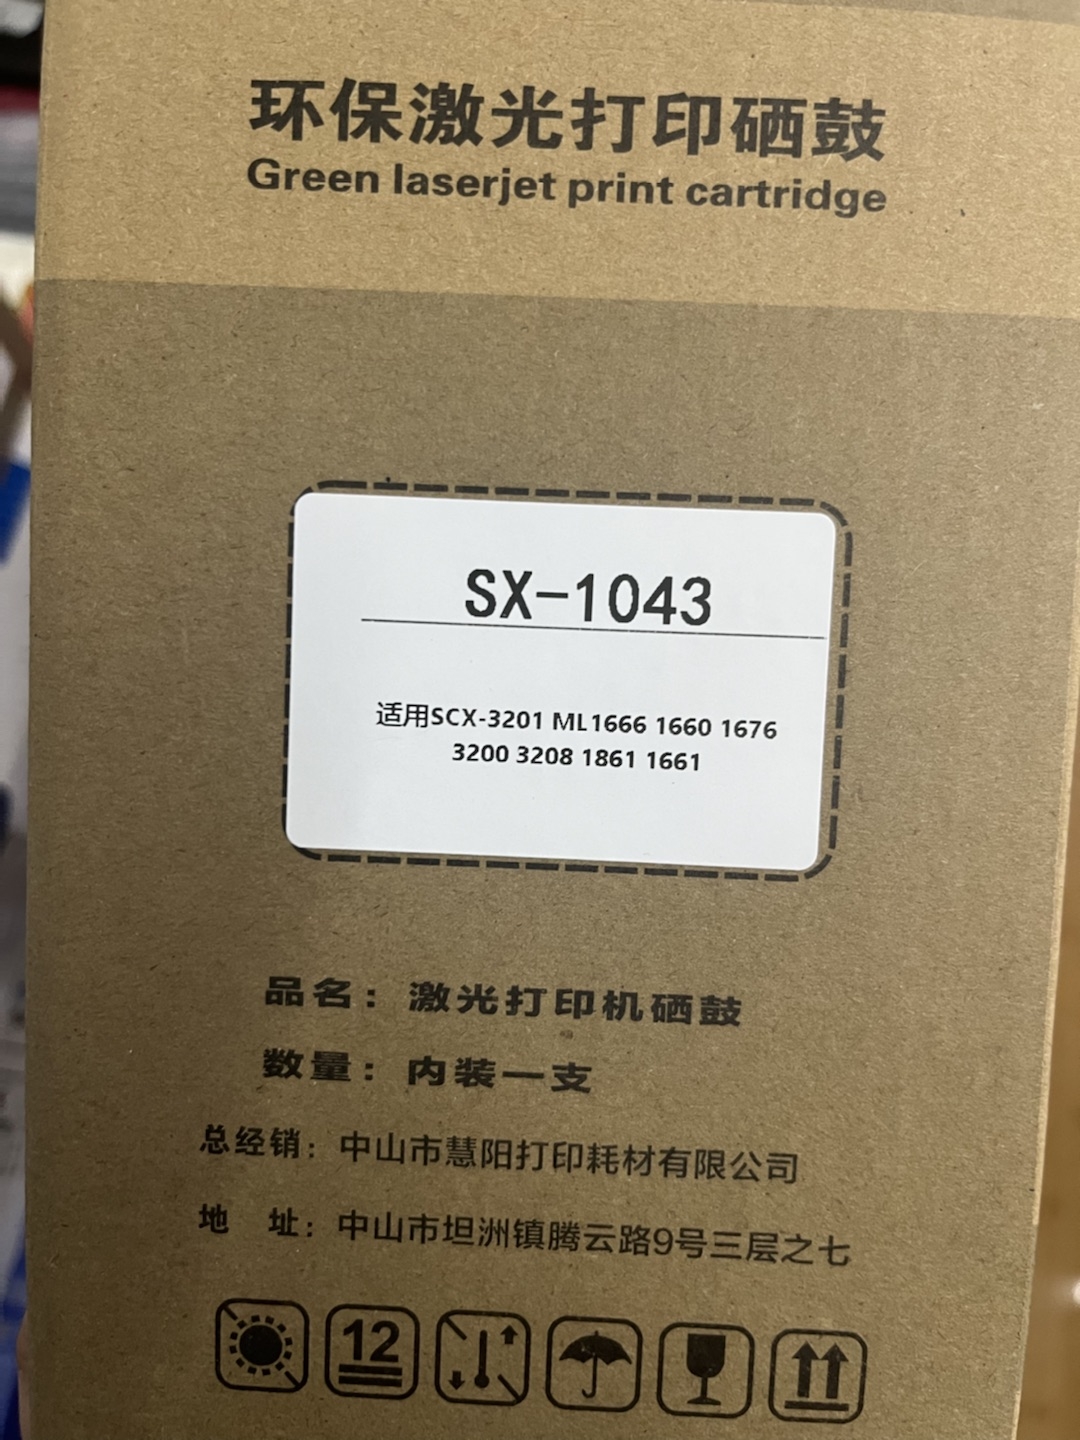 环保激光打印硒鼓
Green laserjet print cartridge
SX-1043
适用SCX-3201 ML1666 1660 1676
3200 3208 1861 1661
品名：激光打印机硒鼓
数量：内装一支
总经销：中山市慧阳打印耗材有限公司
地　址：中山市坦洲镇腾云路9号三层之七
12